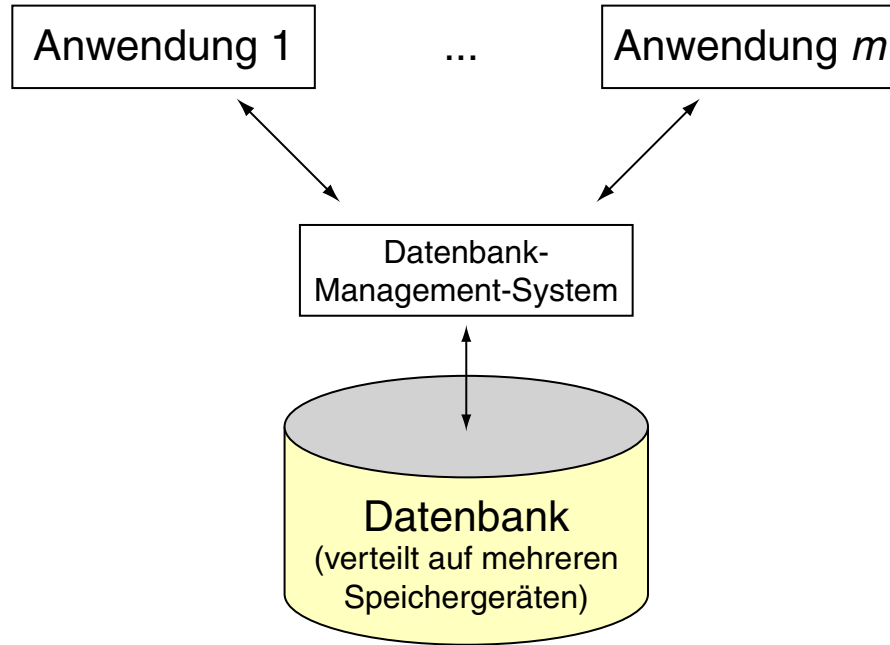 Anwendung 1
...
Anwendung m
Datenbank-
Management-System
Datenbank
(verteilt auf mehreren
Speichergeräten)